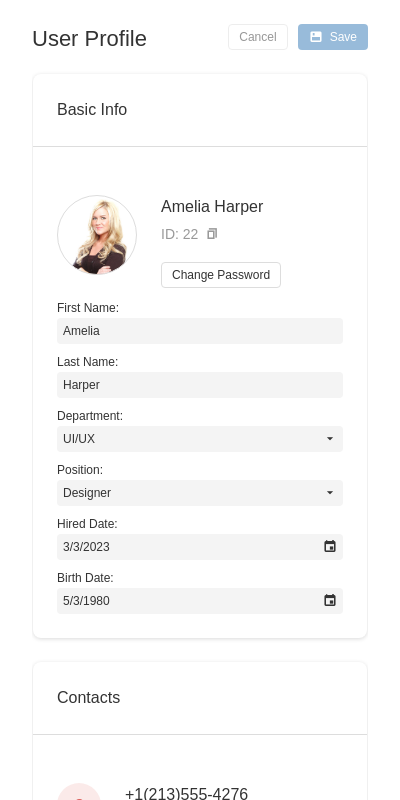 User Profile
Cancel
Save
Basic Info
Amelia Harper
ID: 22
Change Password
First Name:
Amelia
Last Name:
Harper
Department:
UI/UX
Position:
Designer
Hired Date:
3/3/2023
Birth Date:
5/3/1980
Contacts
+1(213)555-4276